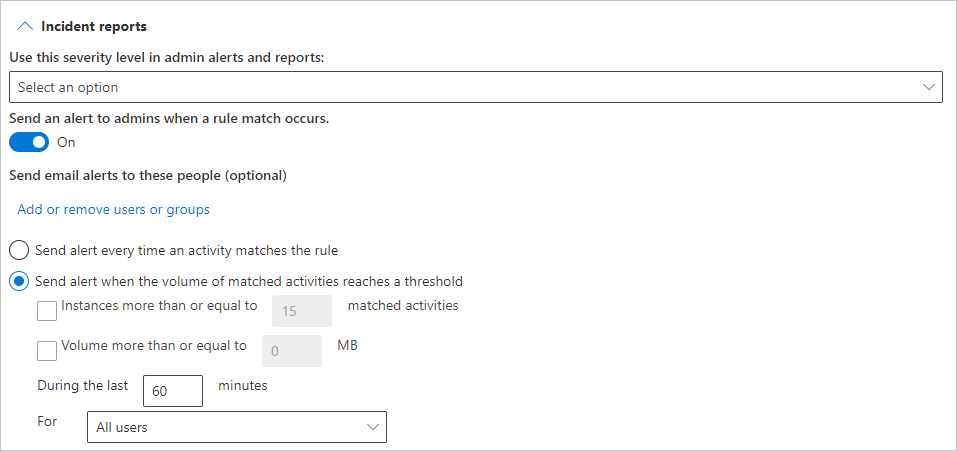 Incident reports
Use this severity level in admin alerts and reports:
Select an option
Send an alert to admins when a rule match occurs.
On
Send email alerts to these people (optional)
Add or remove users or groups
Send alert every time an activity matches the rule
Send alert when the volume of matched activities reaches a threshold
Instances more than or equal to 15 matched activities
Volume more than or equal to 0 MB
During the last 60 minutes
For All users